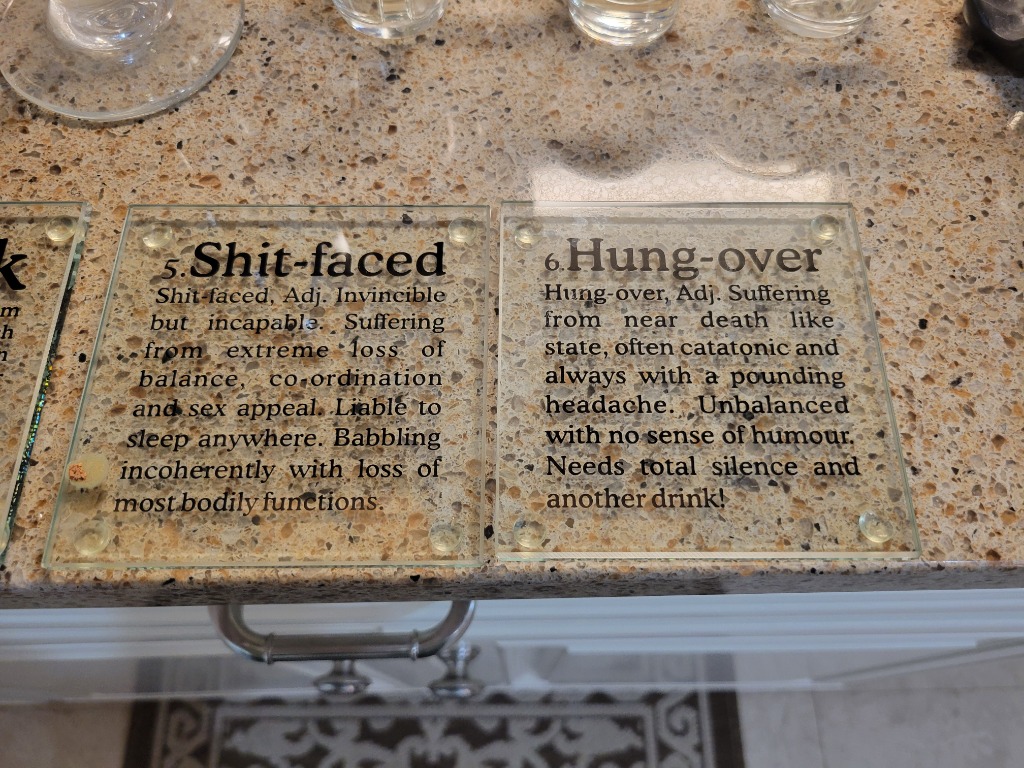 k
m
th
n
5. Shit-faced
Shit-faced, Adj. Invincible
but incapable. Suffering
from extreme loss of
balance, co-ordination
and sex appeal. Liable to
sleep anywhere. Babbling
incoherently with loss of
most bodily functions.
6. Hung-over
Hung-over, Adj. Suffering
from near death like
state, often catatonic and
always with a pounding
headache. Unbalanced
with no sense of humour.
Needs total silence and
another drink!